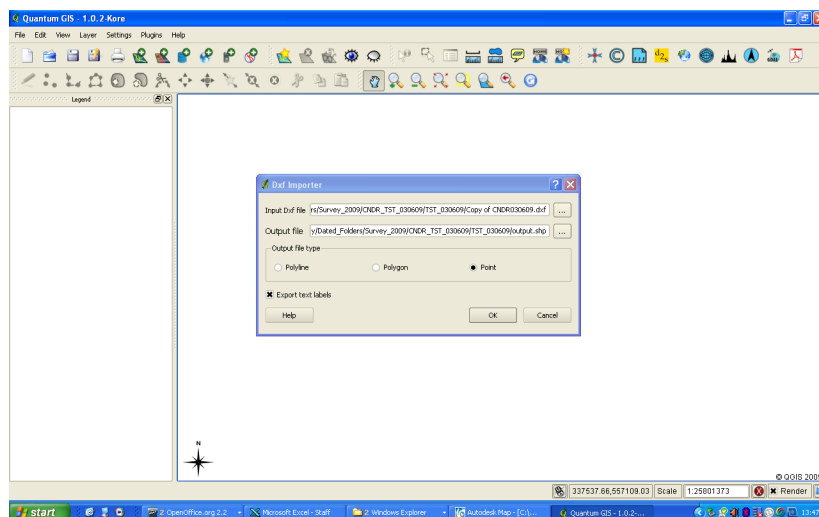 Quantum GIS - 1.0.2-Kore
File Edit View Layer Settings Plugins Help
Legend
Dxf Importer
Input Dxf file rs/Survey_2009/CNDR_TST_030609/TST_030609/Copy of CNDR030609.dxf ...
Output file y/Dated_Folders/Survey_2009/CNDR_TST_030609/TST_030609/output.shp ...
Output file type
Polyline Polygon Point
Export text labels
Help OK Cancel
N
© QGIS 2009
337537.66,557109.03 Scale 1:25801373 Render
start 2 OpenOffice.org 2.2 Microsoft Excel - Staff 2 Windows Explorer Autodesk Map - [C:\... Quantum GIS - 1.0.2-... 13:47